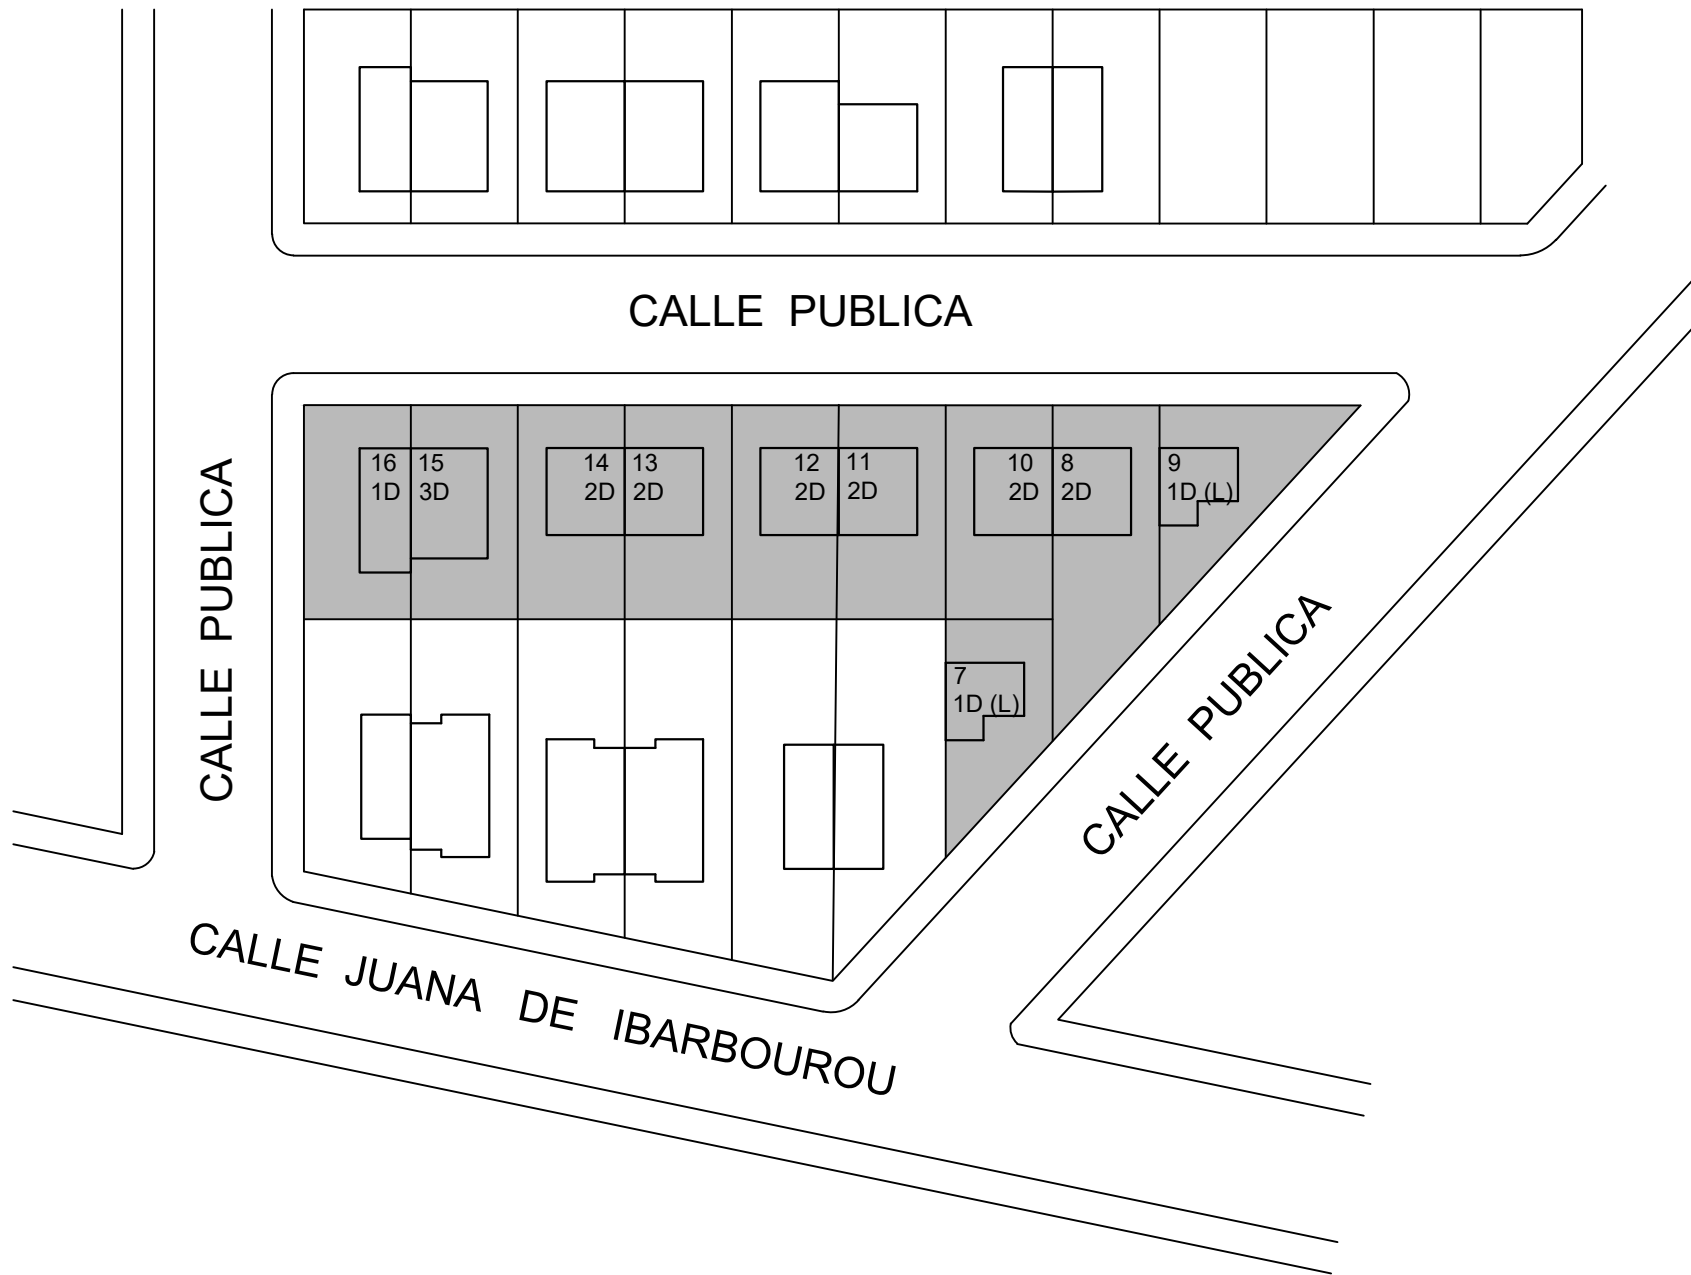 CALLE PUBLICA
16 15 14 13 12 11 10 8 9
1D 3D 2D 2D 2D 2D 2D 2D 1D (L)
CALLE PUBLICA
7
1D (L)
CALLE PUBLICA
CALLE JUANA DE IBARBOUROU